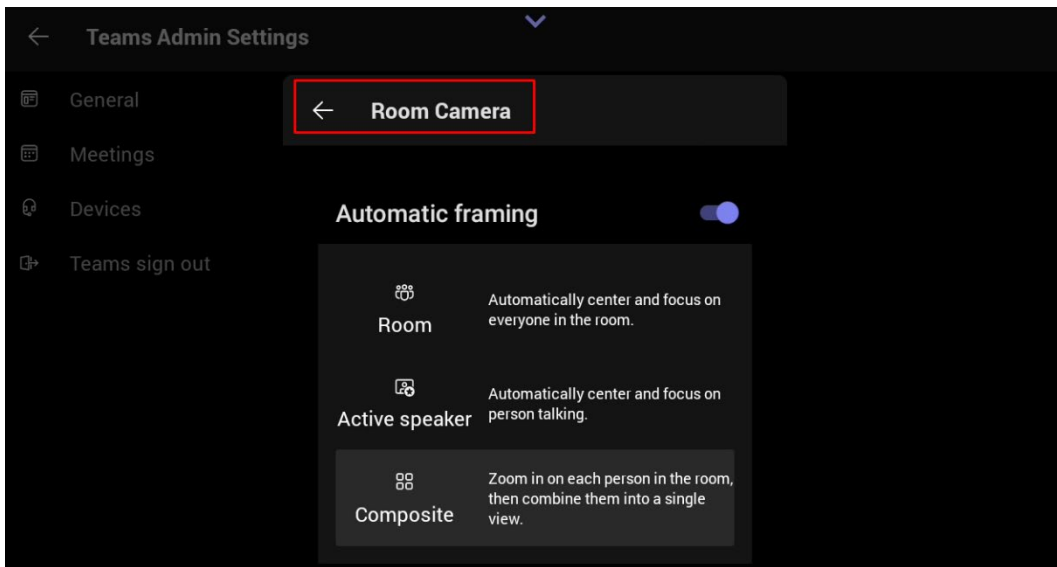 Teams Admin Settings
General
Meetings
Devices
Teams sign out
Room Camera
Automatic framing
Room
Automatically center and focus on
everyone in the room.
Active speaker
Automatically center and focus on
person talking.
Composite
Zoom in on each person in the room,
then combine them into a single
view.